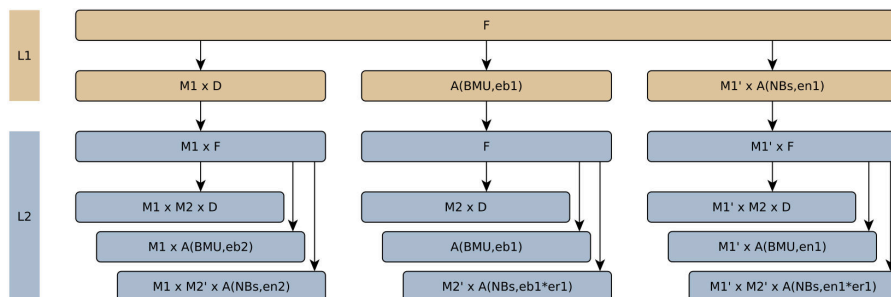 F
L1
M1 x D
A(BMU,eb1)
M1' x A(NBs,en1)
M1 x F
F
M1' x F
L2
M1 x M2 x D
M2 x D
M1' x M2 x D
M1 x A(BMU,eb2)
A(BMU,eb1)
M1' x A(BMU,en1)
M1 x M2' x A(NBs,en2)
M2' x A(NBs,eb1*er1)
M1' x M2' x A(NBs,en1*er1)